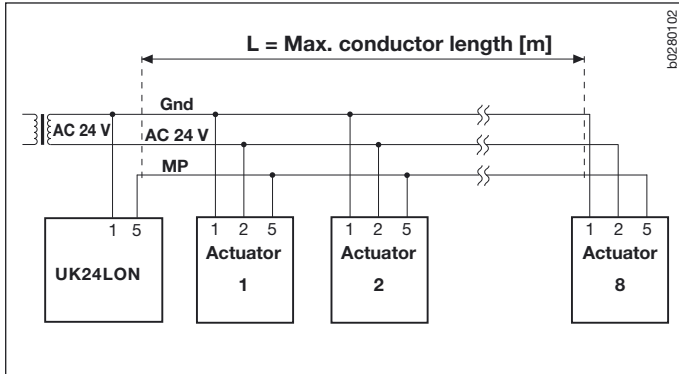 L = Max. conductor length [m]
b0280102
Gnd
AC 24 V
AC 24 V
MP
1 5
1 2 5
1 2 5
1 2 5
UK24LON
Actuator
1
Actuator
2
Actuator
8